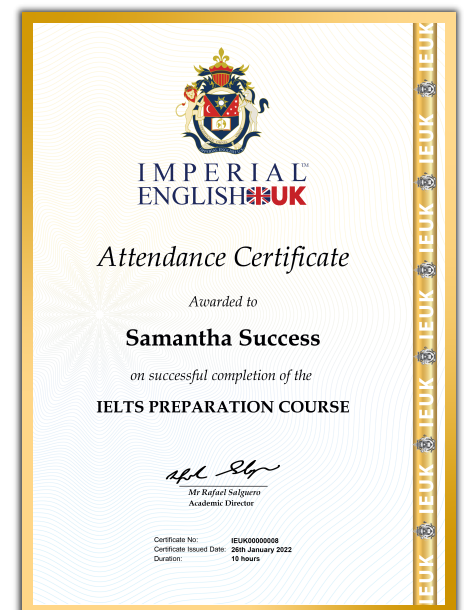 IMPERIAL™
ENGLISH UK
Attendance Certificate
Awarded to
Samantha Success
on successful completion of the
IELTS PREPARATION COURSE
Mr Rafael Salguero
Academic Director
Certificate No: IEUK00000008
Certificate Issued Date: 26th January 2022
Duration: 10 hours
IEUK
IEUK
IEUK
IEUK
IEUK
IEUK
IEUK